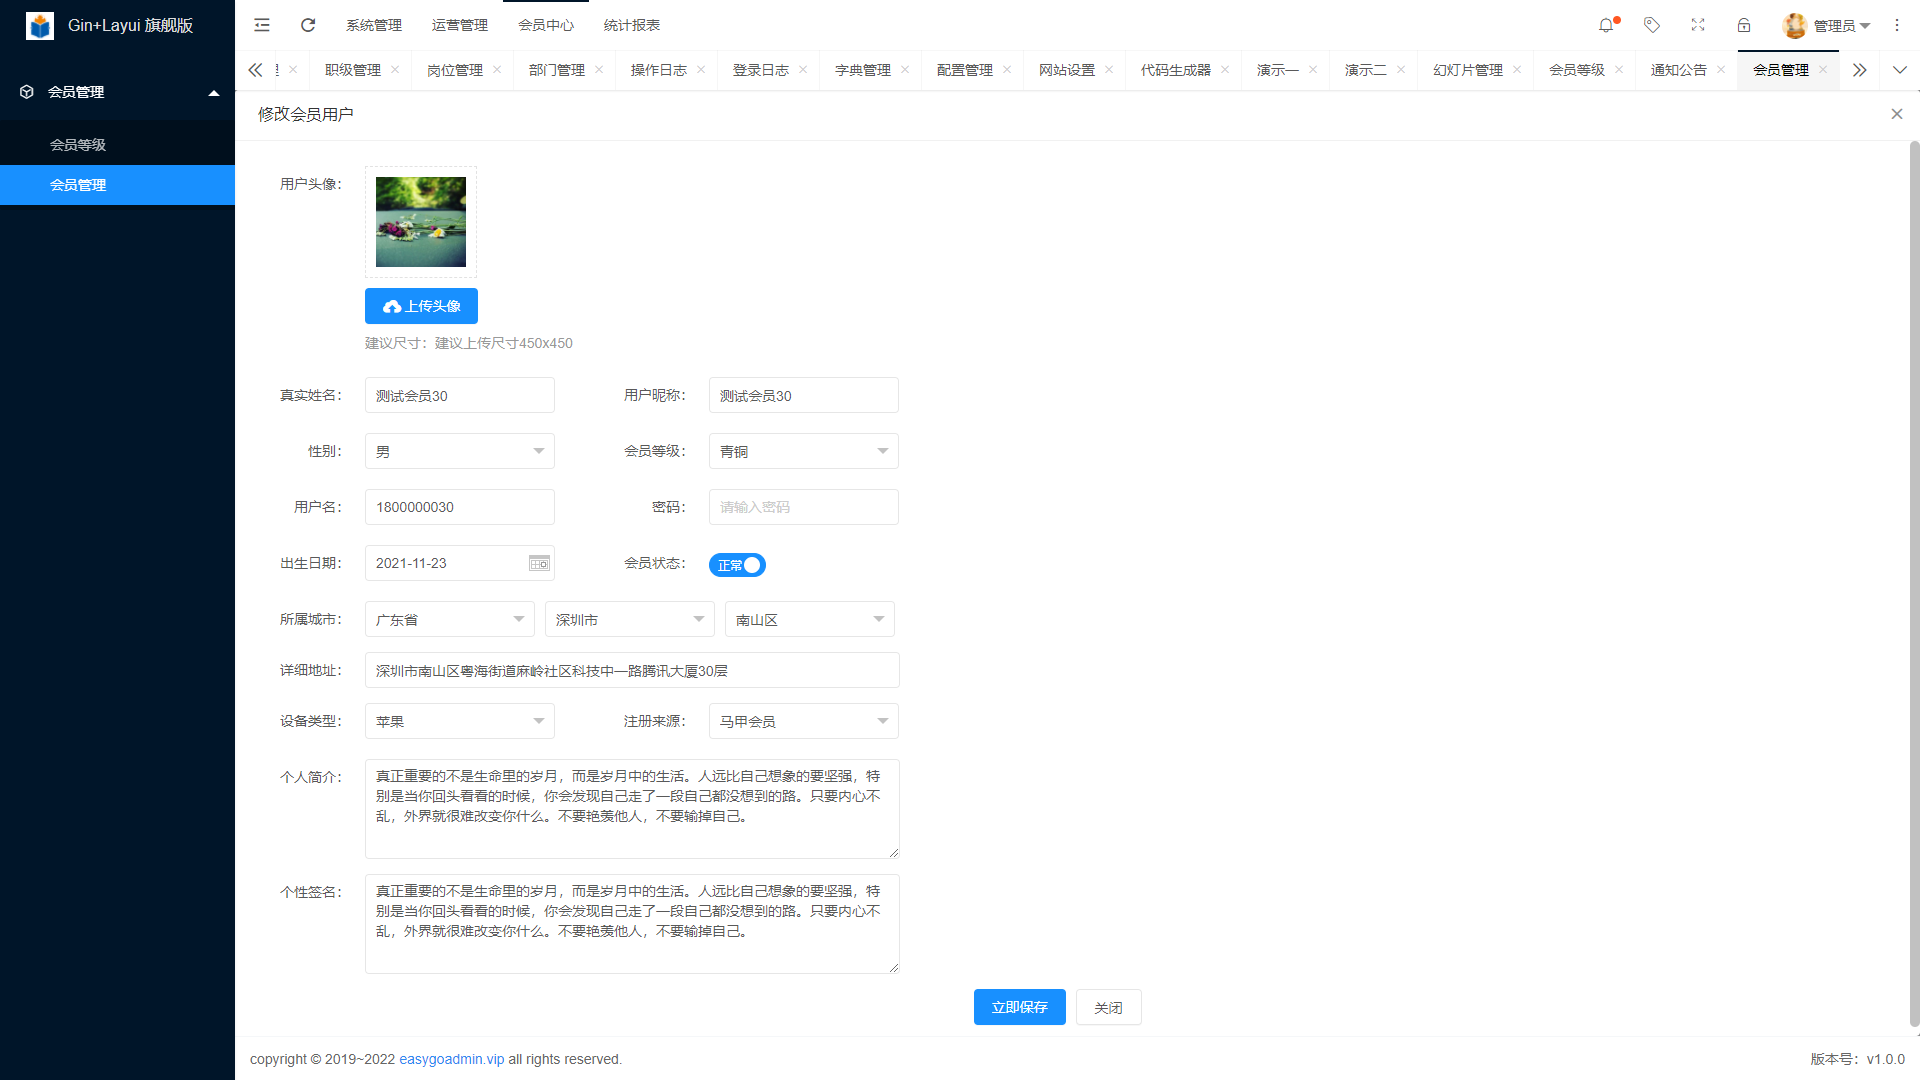 Gin+Layui 旗舰版
系统管理 运营管理 会员中心 统计报表
管理员
职级管理 岗位管理 部门管理 操作日志 登录日志 字典管理 配置管理 网站设置 代码生成器 演示一 演示二 幻灯片管理 会员等级 通知公告 会员管理
会员管理
会员等级
会员管理
修改会员用户
用户头像：
上传头像
建议尺寸：建议上传尺寸450x450
真实姓名： 测试会员30 用户昵称： 测试会员30
性别： 男 会员等级： 青铜
用户名： 1800000030 密码： 请输入密码
出生日期： 2021-11-23 会员状态： 正常
所属城市： 广东省 深圳市 南山区
详细地址： 深圳市南山区粤海街道麻岭社区科技中一路腾讯大厦30层
设备类型： 苹果 注册来源： 马甲会员
个人简介： 真正重要的不是生命里的岁月，而是岁月中的生活。人远比自己想象的要坚强，特
别是当你回头看看的时候，你会发现自己走了一段自己都没想到的路。只要内心不
乱，外界就很难改变你什么。不要艳羡他人，不要输掉自己。
个性签名： 真正重要的不是生命里的岁月，而是岁月中的生活。人远比自己想象的要坚强，特
别是当你回头看看的时候，你会发现自己走了一段自己都没想到的路。只要内心不
乱，外界就很难改变你什么。不要艳羡他人，不要输掉自己。
立即保存 关闭
copyright © 2019~2022 easygoadmin.vip all rights reserved.
版本号：v1.0.0